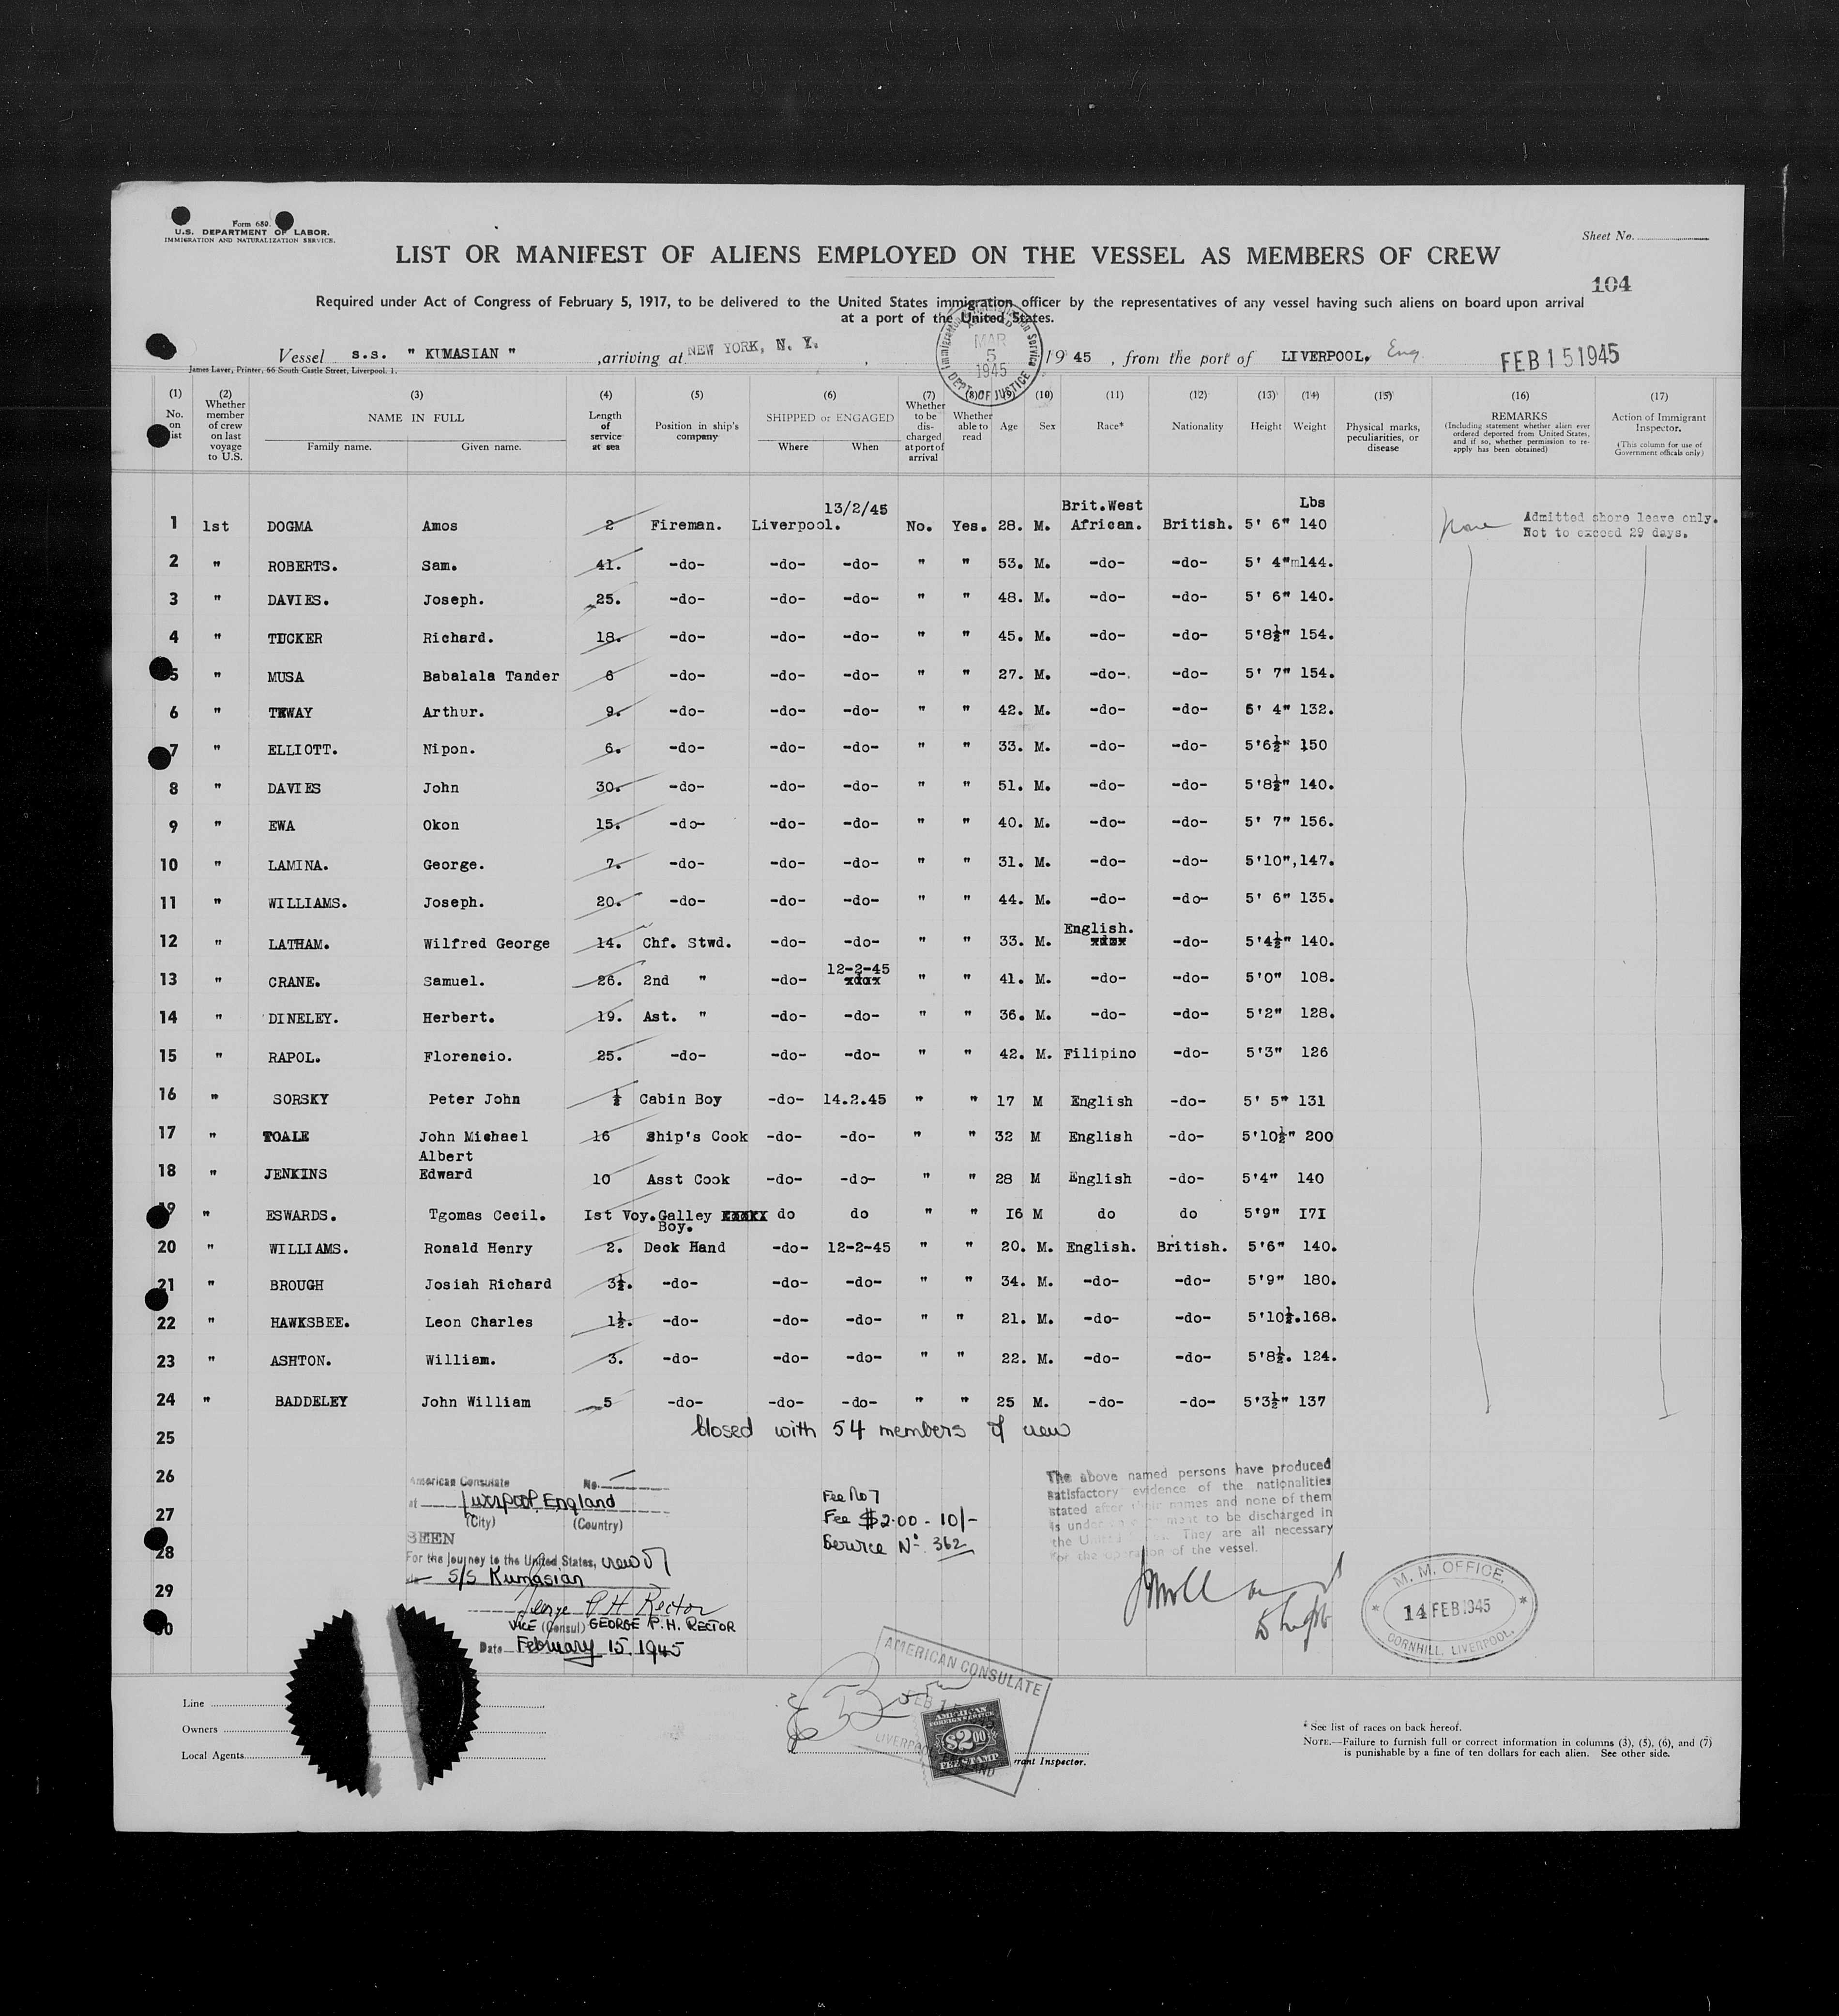 Form 680.
U.S. DEPARTMENT OF LABOR.
IMMIGRATION AND NATURALIZATION SERVICE.
Sheet No.
LIST OR MANIFEST OF ALIENS EMPLOYED ON THE VESSEL AS MEMBERS OF CREW
104
Required under Act of Congress of February 5, 1917, to be delivered to the United States immigration officer by the representatives of any vessel having such aliens on board upon arrival
at a port of the United States.
Vessel s.s. " KUMASIAN " ,arriving at NEW YORK, N. Y. , MAR 5 1945 19 45 , from the port of LIVERPOOL. Eng. FEB 15 1945
James Laver, Printer, 66 South Castle Street, Liverpool. 1.
(1) (2) (3) (4) (5) (6) (7) (8) (9) (10) (11) (12) (13) (14) (15) (16) (17)
No. on list Whether member of crew on last voyage to U.S. NAME IN FULL Family name. Given name. Length of service at sea Position in ship's company SHIPPED or ENGAGED Where When Whether to be discharged at port of arrival Whether able to read Age Sex Race* Nationality Height Weight Physical marks, peculiarities, or disease REMARKS (Including statement whether alien ever ordered deported from United States, and if so, whether permission to re-apply has been obtained) Action of Immigrant Inspector. (This column for use of Government officials only)
13/2/45 Brit.West Lbs
1 1st DOGMA Amos 2 Fireman. Liverpool. No. Yes. 28. M. African. British. 5' 6" 140 None Admitted shore leave only.
Not to exceed 29 days.
2 " ROBERTS. Sam. 41. -do- -do- -do- " " 53. M. -do- -do- 5' 4"m144.
3 " DAVIES. Joseph. 25. -do- -do- -do- " " 48. M. -do- -do- 5' 6" 140.
4 " TUCKER Richard. 18. -do- -do- -do- " " 45. M. -do- -do- 5'8½" 154.
5 " MUSA Babalala Tander 6 -do- -do- -do- " " 27. M. -do-. -do- 5' 7" 154.
6 " TEWAY Arthur. 9. -do- -do- -do- " " 42. M. -do- -do- 5' 4" 132.
7 " ELLIOTT. Nipon. 6. -do- -do- -do- " " 33. M. -do- -do- 5'6½" 150
8 " DAVIES John 30. -do- -do- -do- " " 51. M. -do- -do- 5'8½" 140.
9 " EWA Okon 15. -do- -do- -do- " " 40. M. -do- -do- 5' 7" 156.
10 " LAMINA. George. 7. -do- -do- -do- " " 31. M. -do- -do- 5'10",147.
11 " WILLIAMS. Joseph. 20. -do- -do- -do- " " 44. M. -do- -do- 5' 6" 135.
English.
12 " LATHAM. Wilfred George 14. Chf. Stwd. -do- -do- " " 33. M. xdox -do- 5'4½" 140.
12-2-45
13 " CRANE. Samuel. 26. 2nd " -do- xdox " " 41. M. -do- -do- 5'0" 108.
14 " DINELEY. Herbert. 19. Ast. " -do- -do- " " 36. M. -do- -do- 5'2" 128.
15 " RAPOL. Florencio. 25. -do- -do- -do- " " 42. M. Filipino -do- 5'3" 126
16 " SORSKY Peter John ½ Cabin Boy -do- 14.2.45 " " 17 M English -do- 5' 5" 131
17 " TOALE John Michael 16 Ship's Cook -do- -do- " " 32 M English -do- 5'10½" 200
Albert
18 " JENKINS Edward 10 Asst Cook -do- -do- " " 28 M English -do- 5'4" 140
19 " ESWARDS. Tgomas Cecil. Ist Voy. Galley do do " " I6 M do do 5'9" I7I
Boy.
20 " WILLIAMS. Ronald Henry 2. Deck Hand -do- 12-2-45 " " 20. M. English. British. 5'6" 140.
21 " BROUGH Josiah Richard 3½. -do- -do- -do- " " 34. M. -do- -do- 5'9" 180.
22 " HAWKSBEE. Leon Charles 1½. -do- -do- -do- " " 21. M. -do- -do- 5'10½.168.
23 " ASHTON. William. 3. -do- -do- -do- " " 22. M. -do- -do- 5'8½. 124.
24 " BADDELEY John William 5 -do- -do- -do- " " 25 M. -do- -do- 5'3½" 137
Closed with 54 members of crew
25
26
27
28
29
30
American Consulate No.
at Liverpool, England
(City) (Country)
SEEN
For the journey to the United States, crew of
S/S Kumasian
George P H Rector
VICE (Consul) GEORGE P.H. RECTOR
Date February 15. 1945
Fee No 7
Fee $2.00 - 10/-
Service No. 362
The above named persons have produced
satisfactory evidence of the nationalities
stated after their names and none of them
is under to be discharged in
the United They are all necessary
for the operation of the vessel.
M. M. OFFICE.
14 FEB 1945
CORNHILL, LIVERPOOL.
Line
Owners
Local Agents
AMERICAN CONSULATE
FEB 15
LIVERPOOL
AMERICAN
FOREIGN SERVICE
$2.00
FEE STAMP
rant Inspector.
* See list of races on back hereof.
NOTE.—Failure to furnish full or correct information in columns (3), (5), (6), and (7)
is punishable by a fine of ten dollars for each alien. See other side.